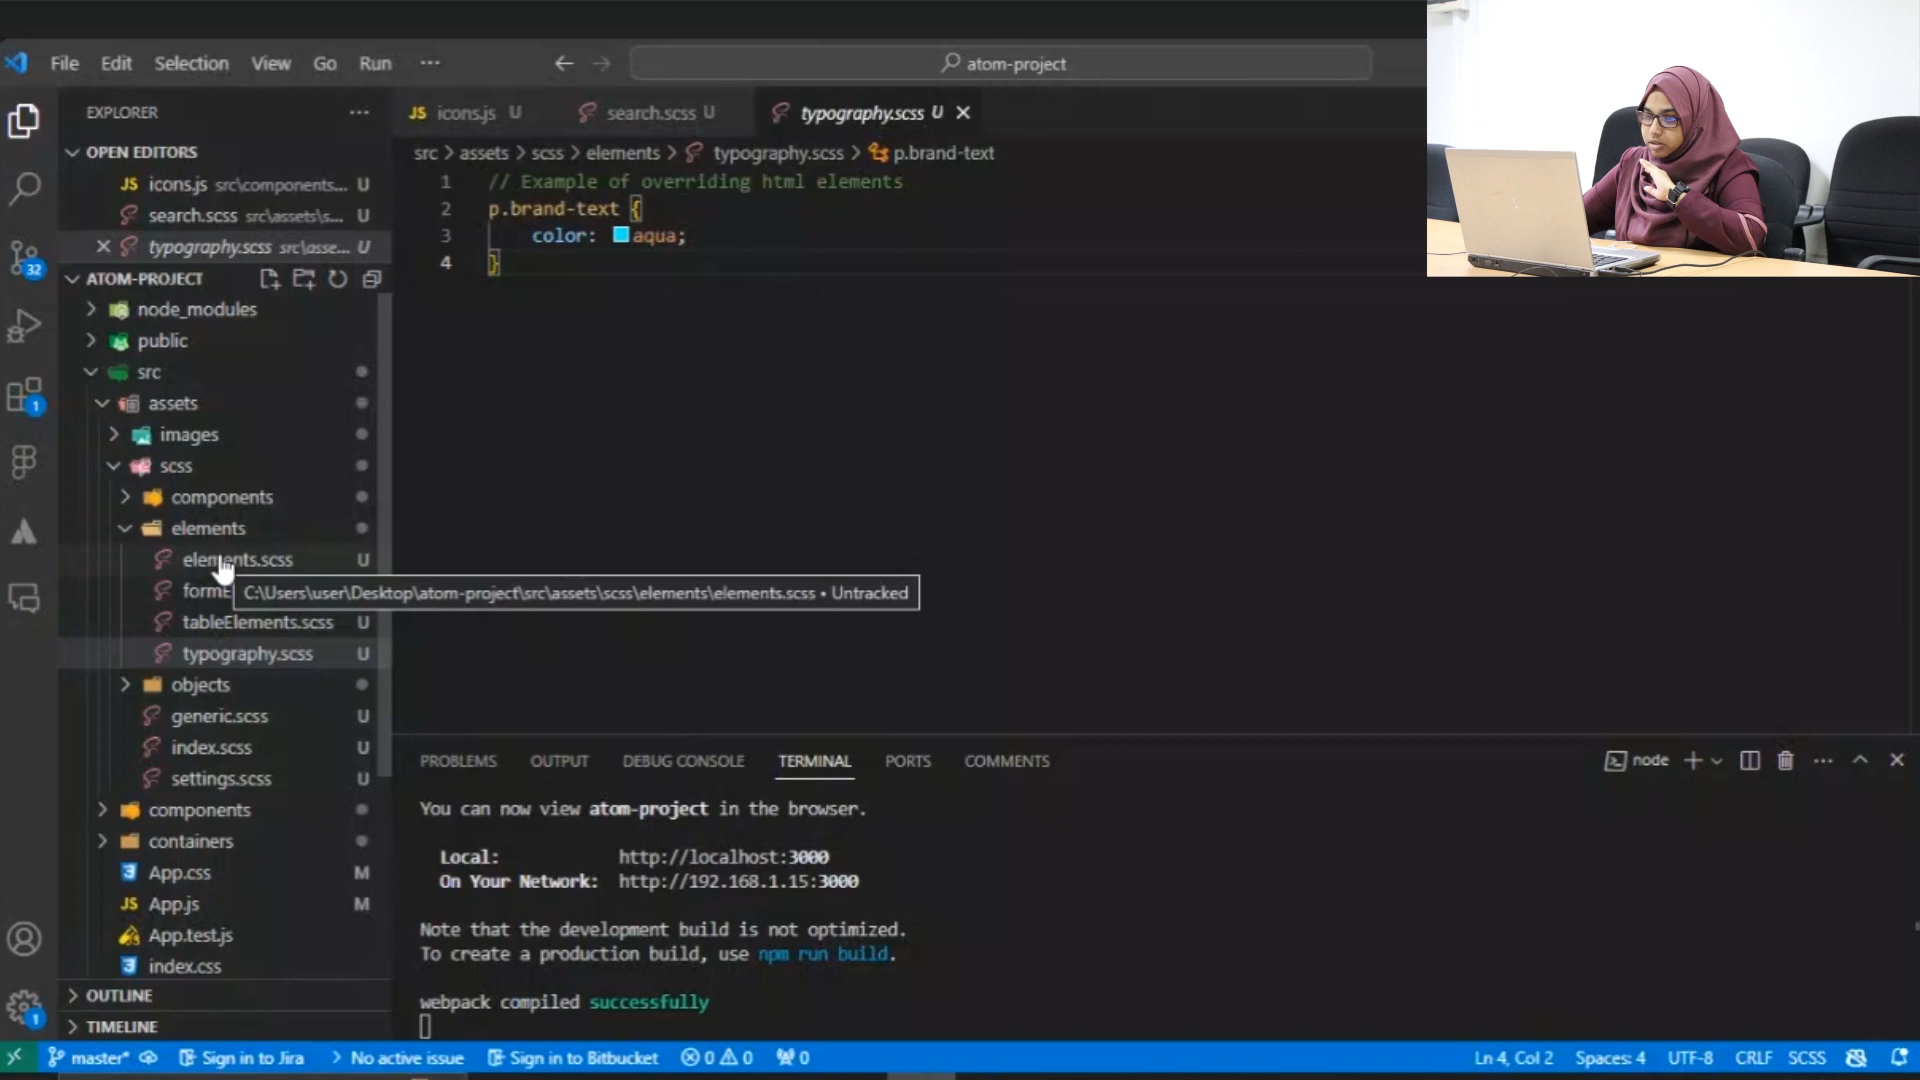 File Edit Selection View Go Run ···
atom-project
EXPLORER
OPEN EDITORS
JS icons.js src\components... U
search.scss src\assets\s... U
typography.scss src\asse... U
ATOM-PROJECT
node_modules
public
src
assets
images
scss
components
elements
elements.scss U
formE
tableElements.scss U
typography.scss U
objects
generic.scss U
index.scss U
settings.scss U
components
containers
App.css M
JS App.js M
App.test.js
index.css
OUTLINE
TIMELINE
32
1
1
JS icons.js U
search.scss U
typography.scss U
src > assets > scss > elements > typography.scss > p.brand-text
1 // Example of overriding html elements
2 p.brand-text {
3 color: aqua;
4 }
C:\Users\user\Desktop\atom-project\src\assets\scss\elements\elements.scss • Untracked
PROBLEMS OUTPUT DEBUG CONSOLE TERMINAL PORTS COMMENTS
node
You can now view atom-project in the browser.
Local: http://localhost:3000
On Your Network: http://192.168.1.15:3000
Note that the development build is not optimized.
To create a production build, use npm run build.
webpack compiled successfully
master* Sign in to Jira > No active issue Sign in to Bitbucket 0 0 0
Ln 4, Col 2 Spaces: 4 UTF-8 CRLF SCSS